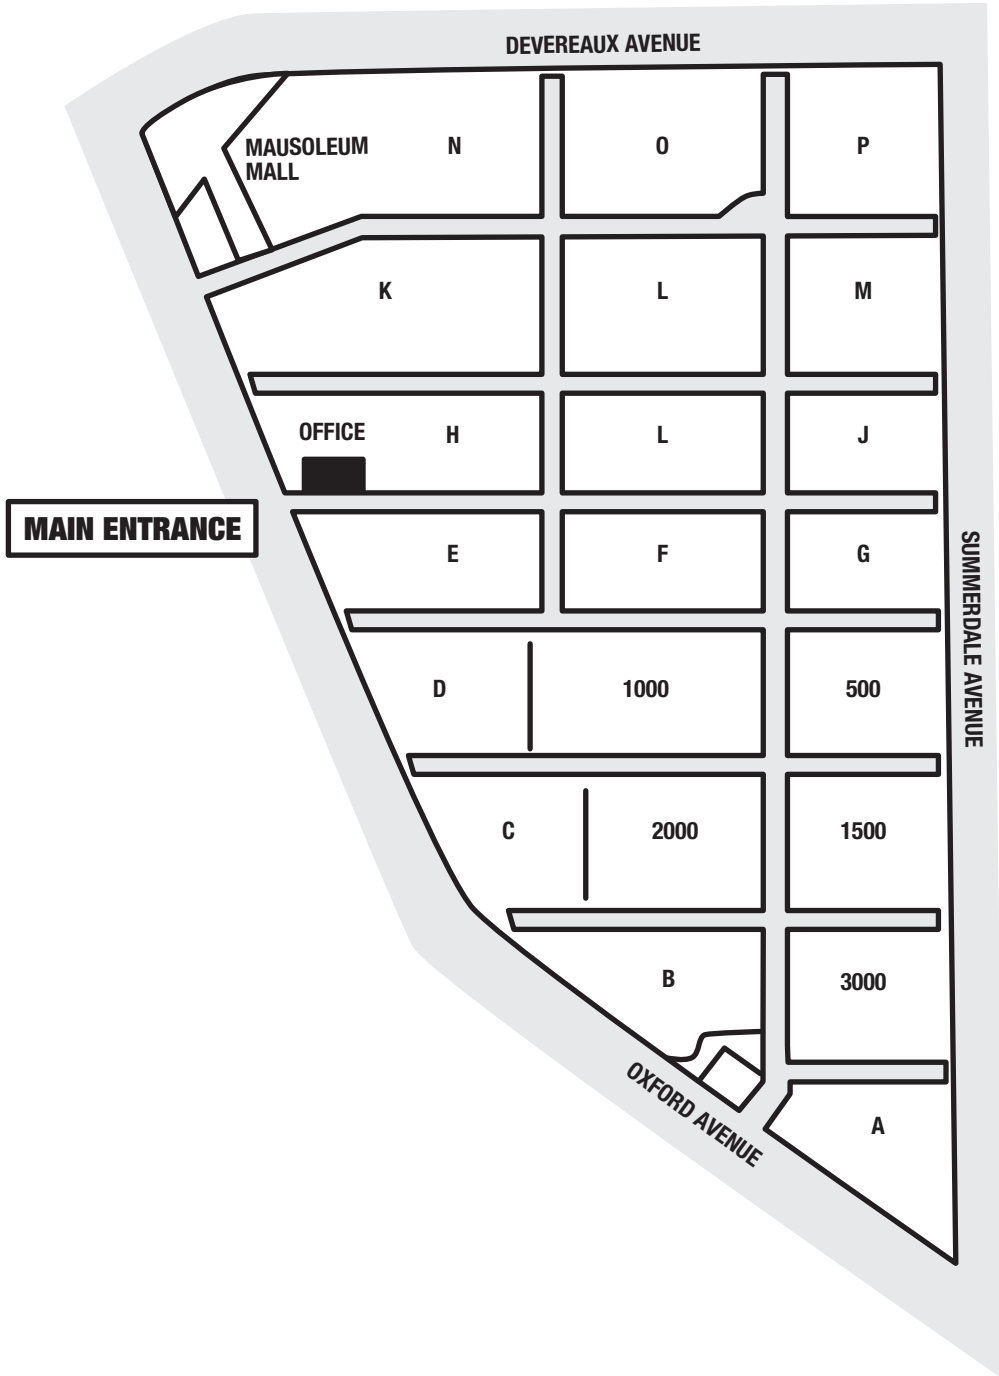 DEVEREAUX AVENUE
MAUSOLEUM
MALL
N
O
P
K
L
M
OFFICE
H
L
J
MAIN ENTRANCE
E
F
G
SUMMERDALE AVENUE
D
1000
500
C
2000
1500
B
3000
OXFORD AVENUE
A